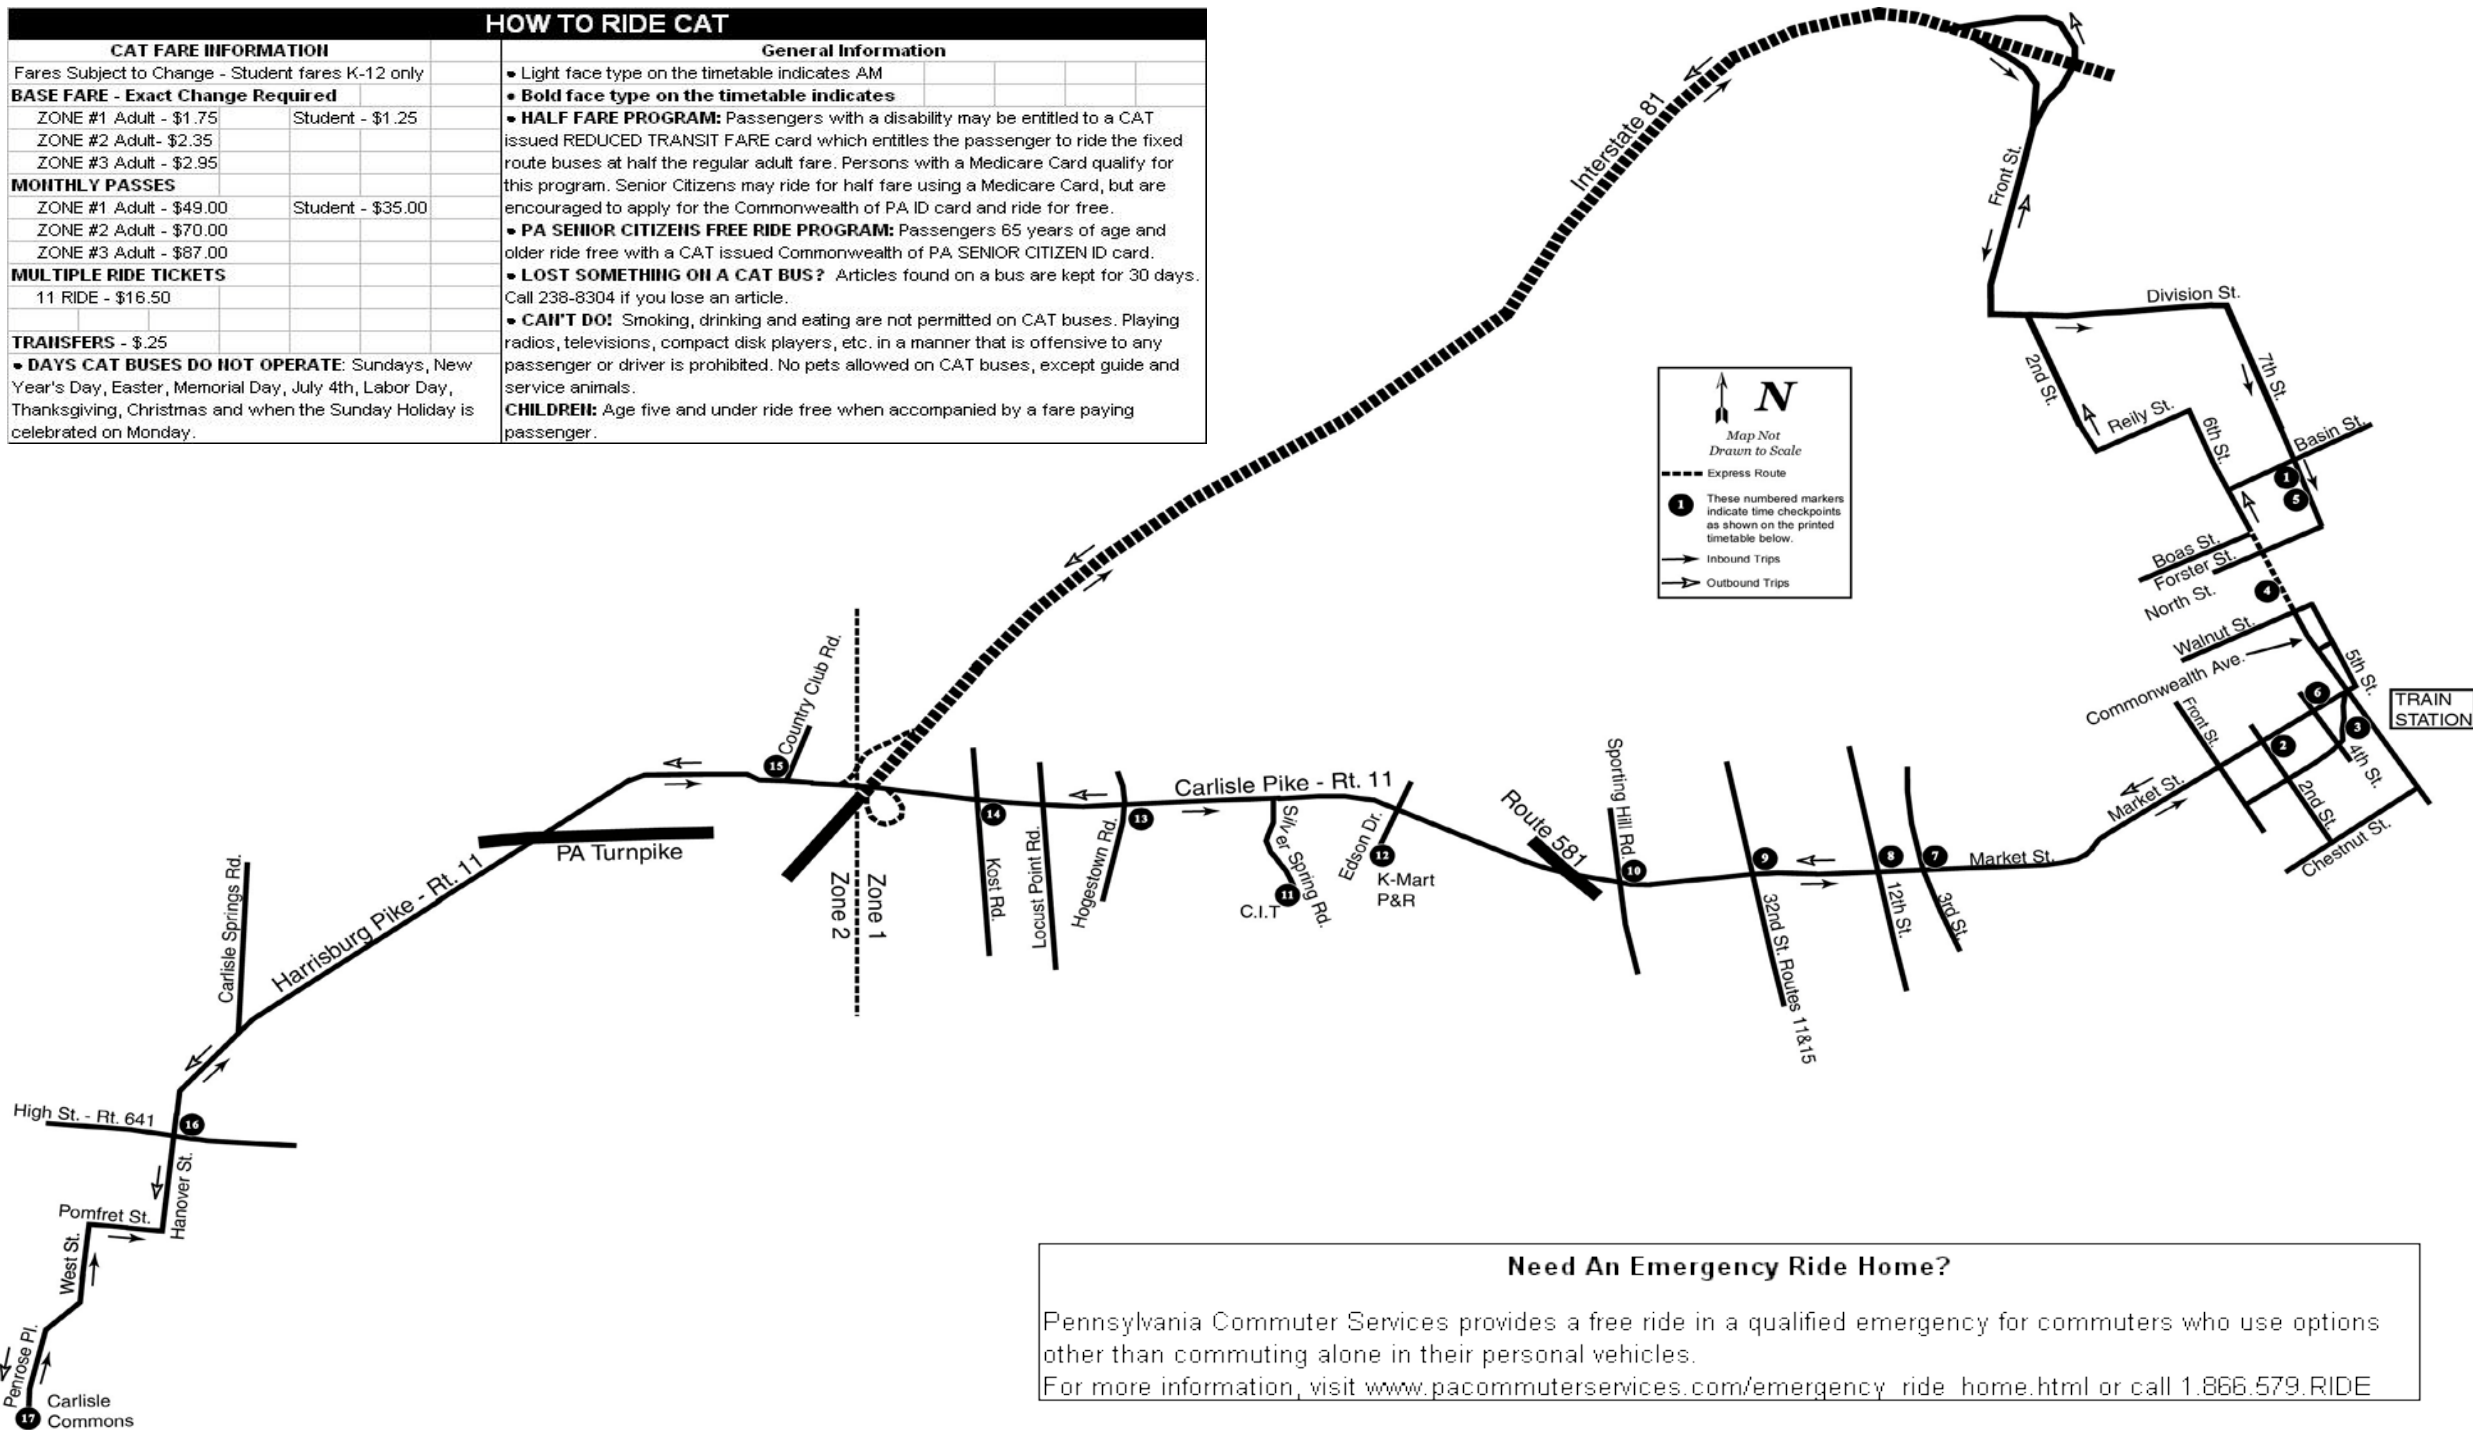 HOW TO RIDE CAT
CAT FARE INFORMATION
Fares Subject to Change - Student fares K-12 only
BASE FARE - Exact Change Required
ZONE #1 Adult - $1.75 Student - $1.25
ZONE #2 Adult- $2.35
ZONE #3 Adult - $2.95
MONTHLY PASSES
ZONE #1 Adult - $49.00 Student - $35.00
ZONE #2 Adult - $70.00
ZONE #3 Adult - $87.00
MULTIPLE RIDE TICKETS
11 RIDE - $16.50
TRANSFERS - $.25
• DAYS CAT BUSES DO NOT OPERATE: Sundays, New
Year's Day, Easter, Memorial Day, July 4th, Labor Day,
Thanksgiving, Christmas and when the Sunday Holiday is
celebrated on Monday.
General Information
• Light face type on the timetable indicates AM
• Bold face type on the timetable indicates
• HALF FARE PROGRAM: Passengers with a disability may be entitled to a CAT
issued REDUCED TRANSIT FARE card which entitles the passenger to ride the fixed
route buses at half the regular adult fare. Persons with a Medicare Card qualify for
this program. Senior Citizens may ride for half fare using a Medicare Card, but are
encouraged to apply for the Commonwealth of PA ID card and ride for free.
• PA SENIOR CITIZENS FREE RIDE PROGRAM: Passengers 65 years of age and
older ride free with a CAT issued Commonwealth of PA SENIOR CITIZEN ID card.
• LOST SOMETHING ON A CAT BUS? Articles found on a bus are kept for 30 days.
Call 238-8304 if you lose an article.
• CAN'T DO! Smoking, drinking and eating are not permitted on CAT buses. Playing
radios, televisions, compact disk players, etc. in a manner that is offensive to any
passenger or driver is prohibited. No pets allowed on CAT buses, except guide and
service animals.
CHILDREN: Age five and under ride free when accompanied by a fare paying
passenger.
Interstate 81
Front St.
Division St.
2nd St.
7th St.
Reily St.
6th St.
Basin St.
1
5
N
Map Not
Drawn to Scale
Express Route
1
These numbered markers
indicate time checkpoints
as shown on the printed
timetable below.
Inbound Trips
Outbound Trips
Boas St.
Forster St.
North St.
4
Walnut St.
Commonwealth Ave.
5th St.
6
TRAIN
STATION
Front St.
3
2
4th St.
2nd St.
Market St.
Chestnut St.
Country Club Rd.
15
Carlisle Pike - Rt. 11
14
13
Kost Rd.
Locust Point Rd.
Hogestown Rd.
Silver Spring Rd.
11
C.I.T
Edson Dr.
12
K-Mart
P&R
Route 581
Sporting Hill Rd.
10
9
32nd St. Routes 11&15
8
12th St.
7
3rd St.
Market St.
PA Turnpike
Zone 2
Zone 1
Harrisburg Pike - Rt. 11
Carlisle Springs Rd.
High St. - Rt. 641
16
Hanover St.
Pomfret St.
West St.
Penrose Pl.
17
Carlisle
Commons
Need An Emergency Ride Home?
Pennsylvania Commuter Services provides a free ride in a qualified emergency for commuters who use options
other than commuting alone in their personal vehicles.
For more information, visit www.pacommuterservices.com/emergency_ride_home.html or call 1.866.579.RIDE